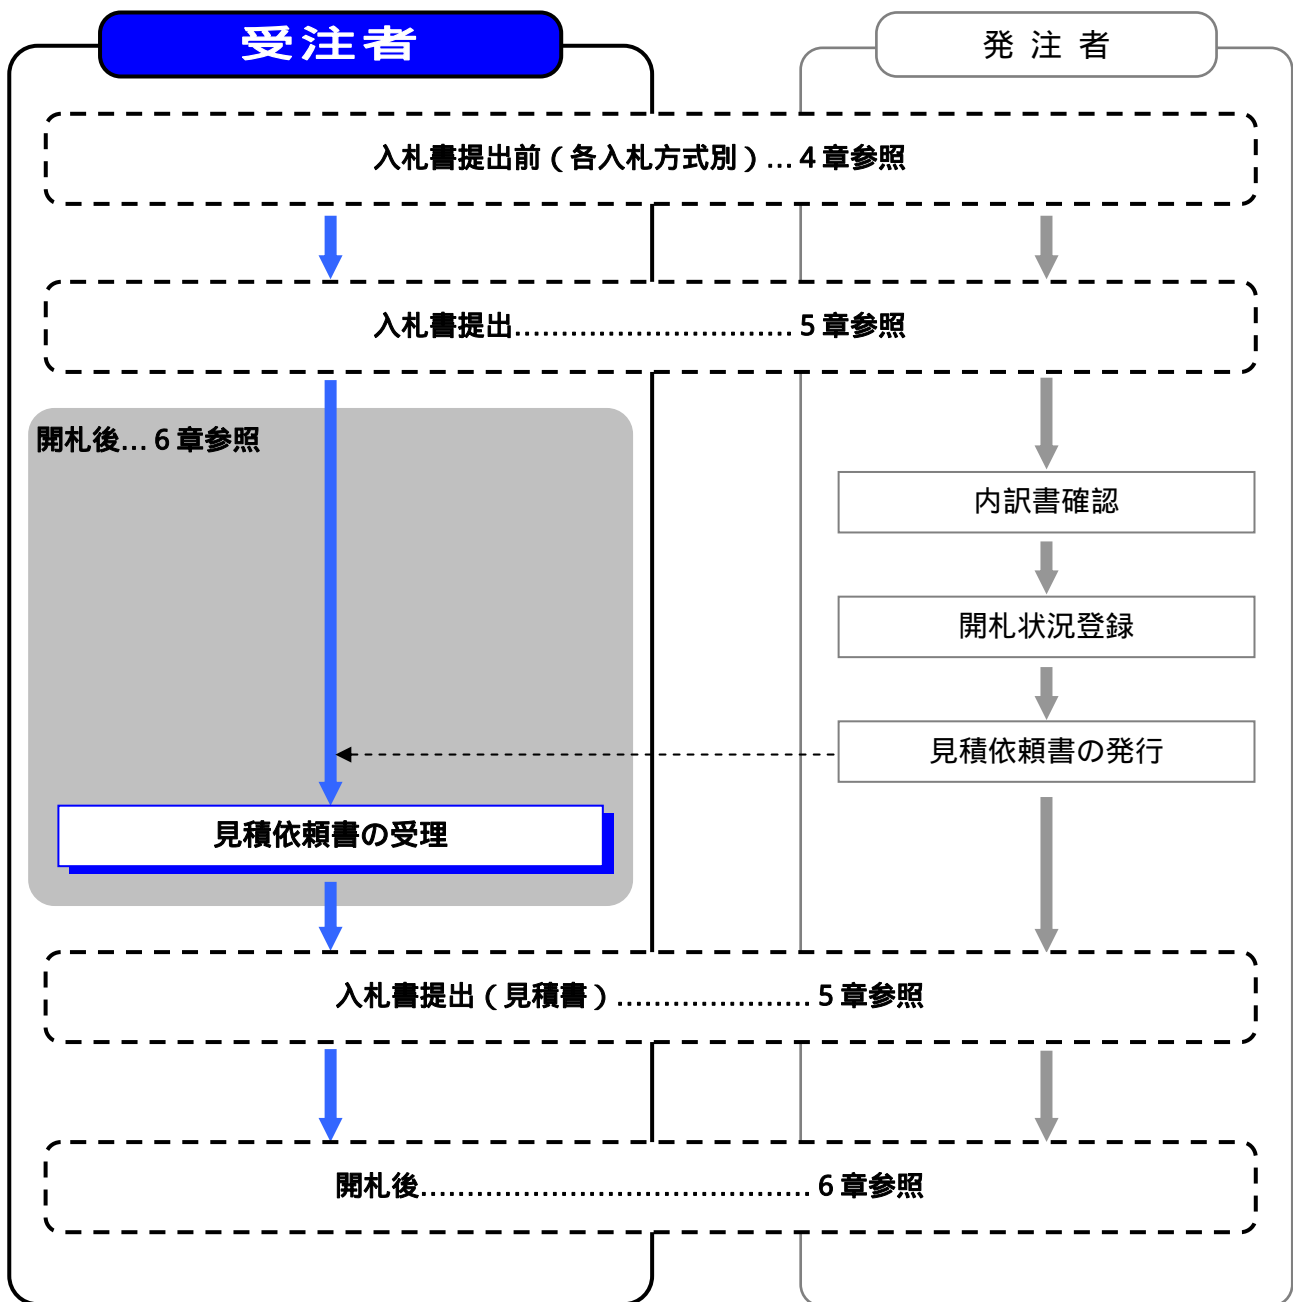 受注者
発 注 者
入札書提出前（各入札方式別）…４章参照
入札書提出………………………… ５章参照
開札後…６章参照
内訳書確認
開札状況登録
見積依頼書の発行
見積依頼書の受理
入札書提出（見積書）………………… ５章参照
開札後…………………………………… ６章参照